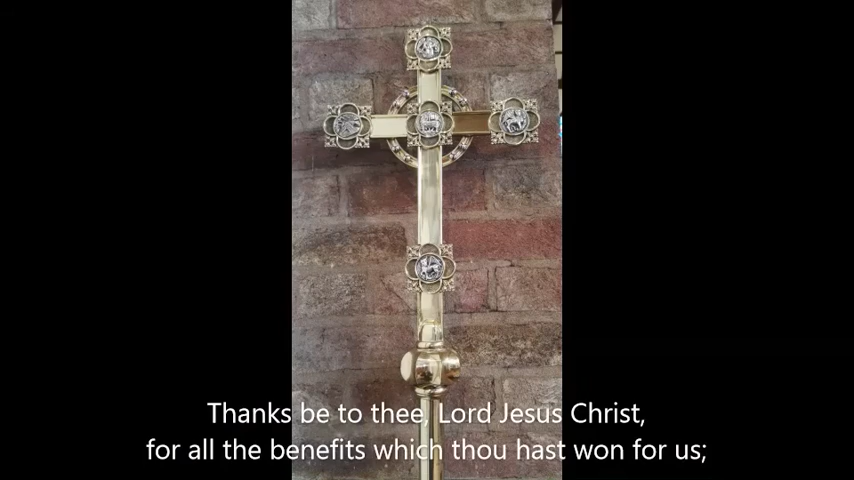 Thanks be to thee, Lord Jesus Christ,
for all the benefits which thou hast won for us;